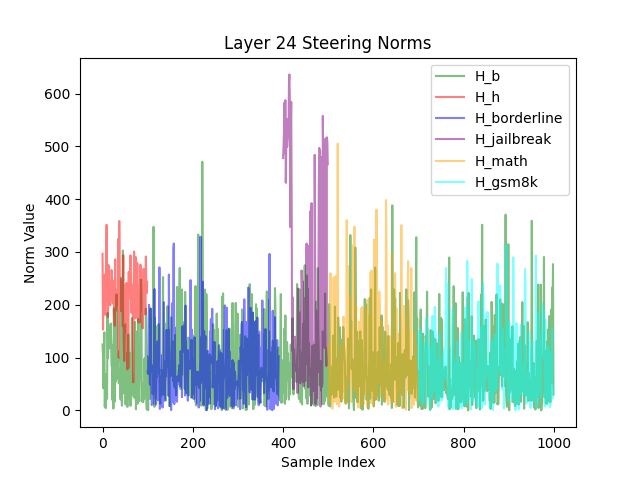 Layer 24 Steering Norms
H_b
H_h
H_borderline
H_jailbreak
H_math
H_gsm8k
Norm Value
600
500
400
300
200
100
0
0 200 400 600 800 1000
Sample Index